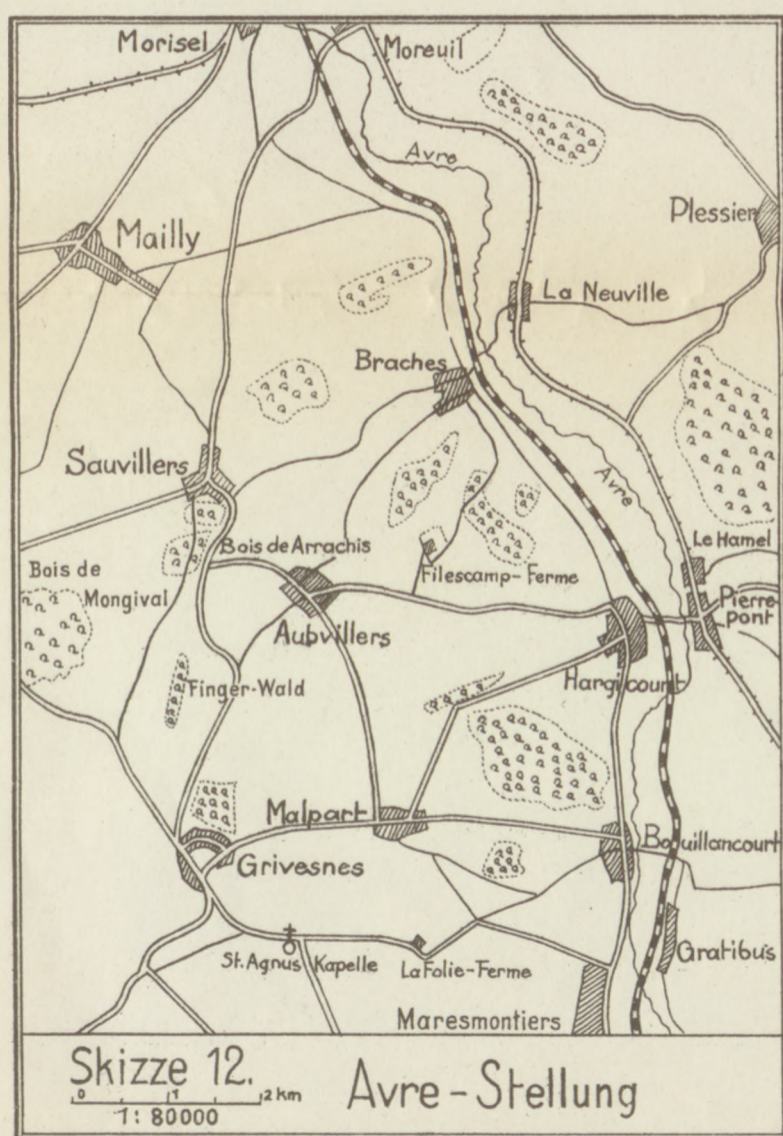 Morisel
Moreuil
Avre
Mailly
Plessier
La Neuville
Braches
Sauvillers
Avre
Bois de Arrachis
Le Hamel
Bois de
Mongival
Filescamp-Ferme
Pierre-
pont
Aubvillers
Hargicourt
Finger-Wald
Malpart
Bouillancourt
Grivesnes
St. Agnus Kapelle
La Folie-Ferme
Gratibus
Maresmontiers
Skizze 12.
0 1 2 km
1:80000
Avre-Stellung